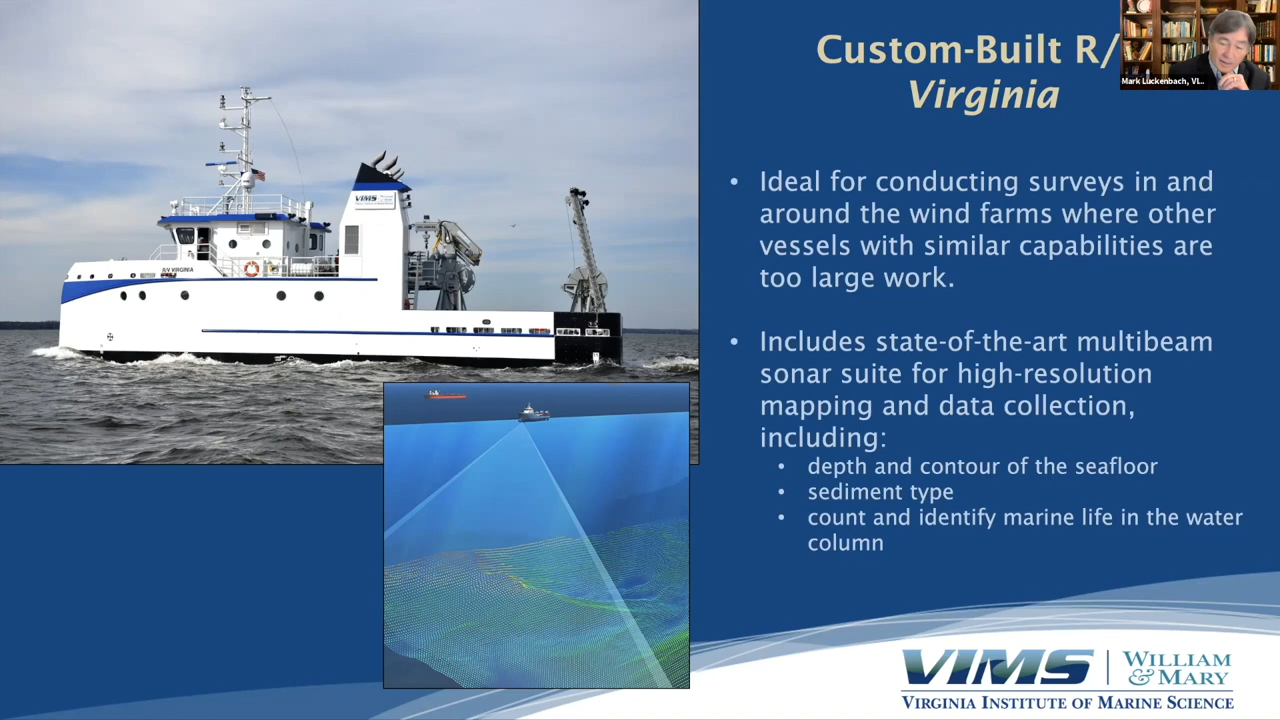 Custom-Built R/
Virginia
Mark Luckenbach, VI...
• Ideal for conducting surveys in and
around the wind farms where other
vessels with similar capabilities are
too large work.
• Includes state-of-the-art multibeam
sonar suite for high-resolution
mapping and data collection,
including:
• depth and contour of the seafloor
• sediment type
• count and identify marine life in the water
column
VIMS
R/V VIRGINIA
VIMS
WILLIAM
& MARY
VIRGINIA INSTITUTE OF MARINE SCIENCE